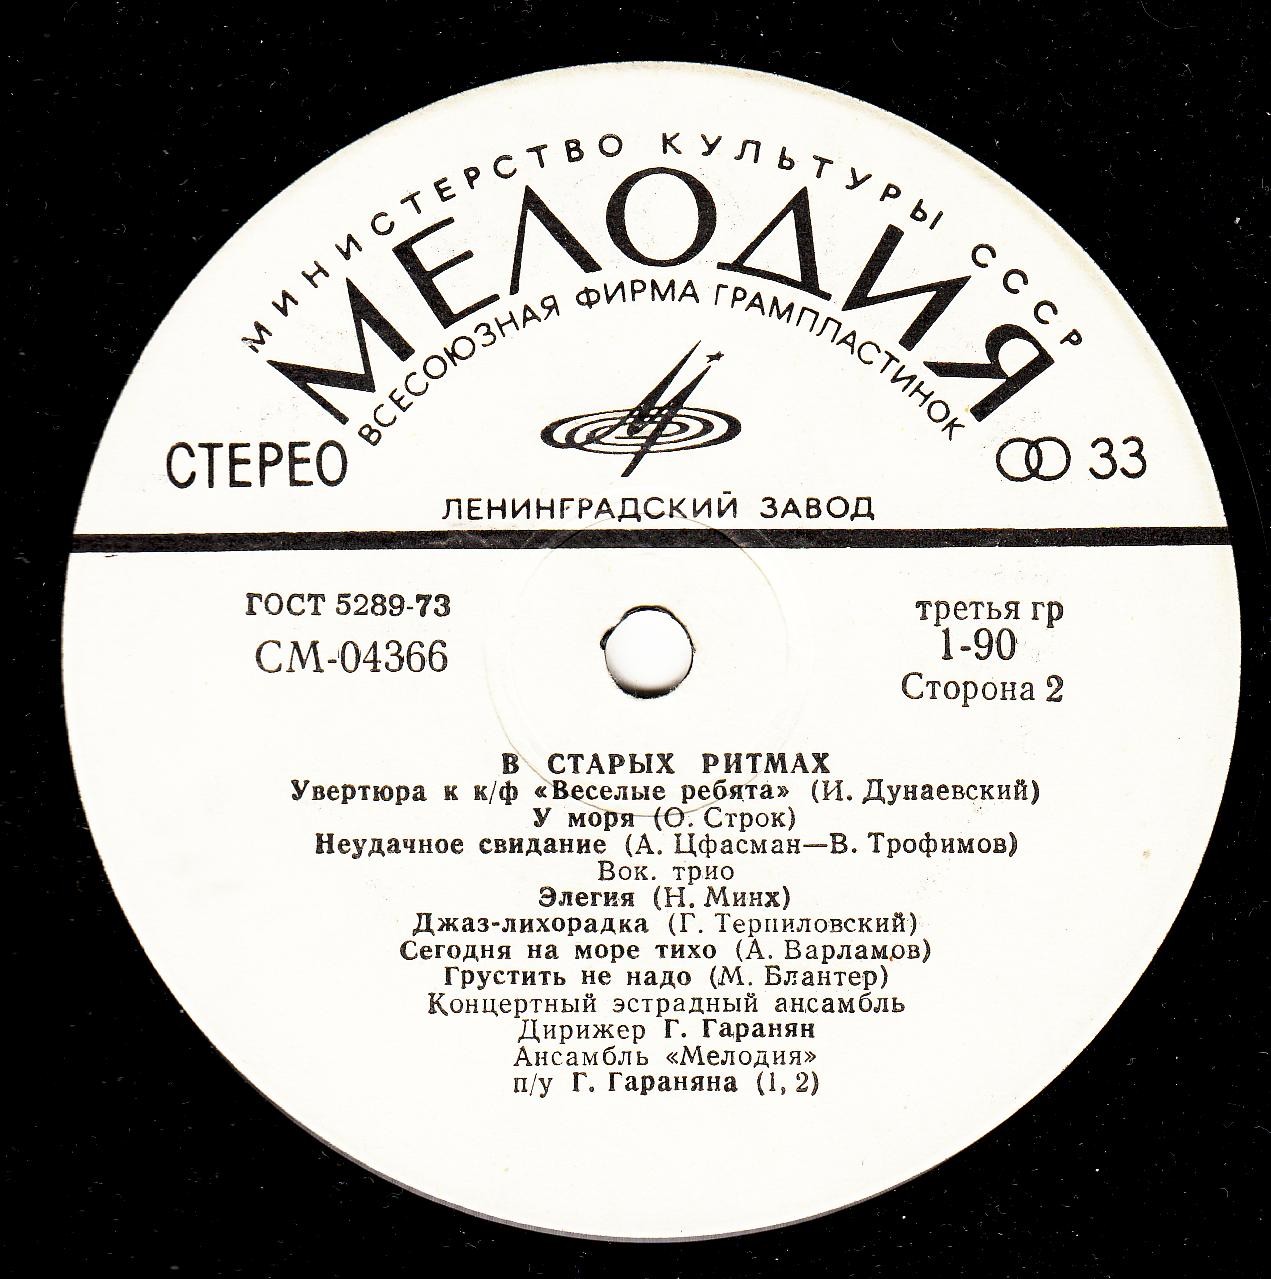 МИНИСТЕРСТВО КУЛЬТУРЫ СССР
МЕЛОДИЯ
ВСЕСОЮЗНАЯ ФИРМА ГРАМПЛАСТИНОК
СТЕРЕО
33
ЛЕНИНГРАДСКИЙ ЗАВОД
ГОСТ 5289-73
СМ-04366
третья гр
1-90
Сторона 2
В СТАРЫХ РИТМАХ
Увертюра к к/ф «Веселые ребята» (И. Дунаевский)
У моря (О. Строк)
Неудачное свидание (А. Цфасман—В. Трофимов)
Вок. трио
Элегия (Н. Минх)
Джаз-лихорадка (Г. Терпиловский)
Сегодня на море тихо (А. Варламов)
Грустить не надо (М. Блантер)
Концертный эстрадный ансамбль
Дирижер Г. Гаранян
Ансамбль «Мелодия»
п/у Г. Гараняна (1, 2)